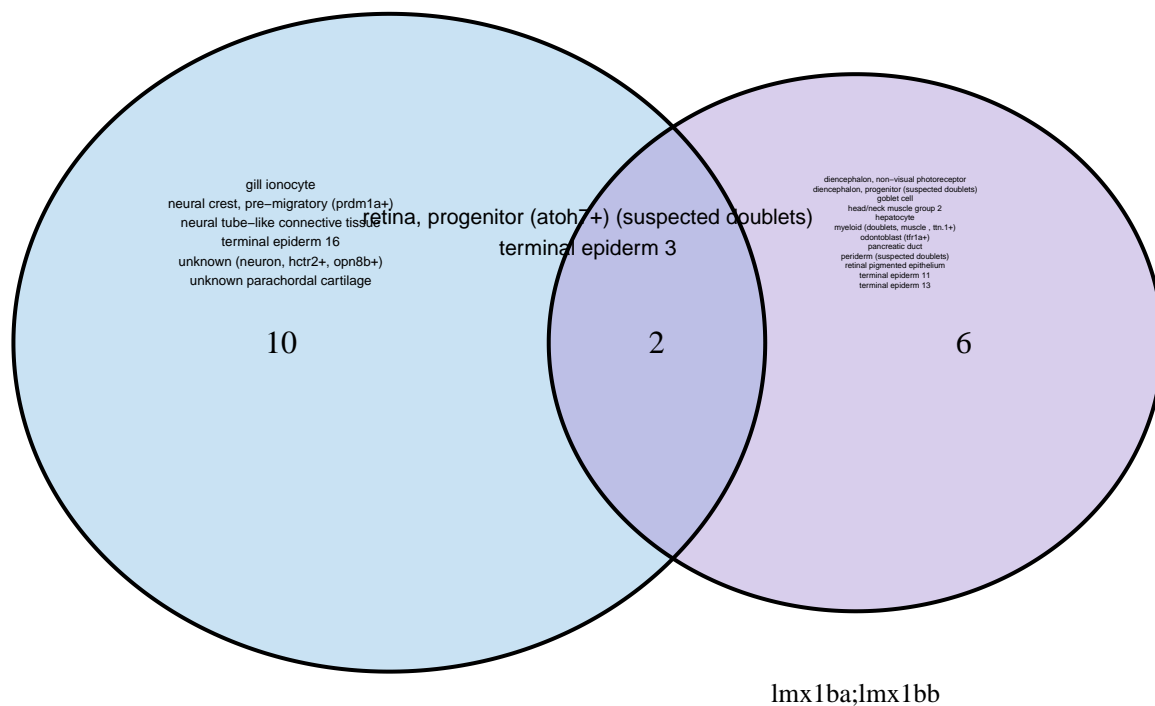 gill ionocyte
neural crest, pre−migratory (prdm1a+)
neural tube−like connective tissue
terminal epiderm 16
unknown (neuron, hctr2+, opn8b+)
unknown parachordal cartilage
10
retina, progenitor (atoh7+) (suspected doublets)
terminal epiderm 3
2
diencephalon, non−visual photoreceptor
diencephalon, progenitor (suspected doublets)
goblet cell
head/neck muscle group 2
hepatocyte
myeloid (doublets, muscle , ttn.1+)
odontoblast (tfr1a+)
pancreatic duct
periderm (suspected doublets)
retinal pigmented epithelium
terminal epiderm 11
terminal epiderm 13
6
lmx1ba;lmx1bb